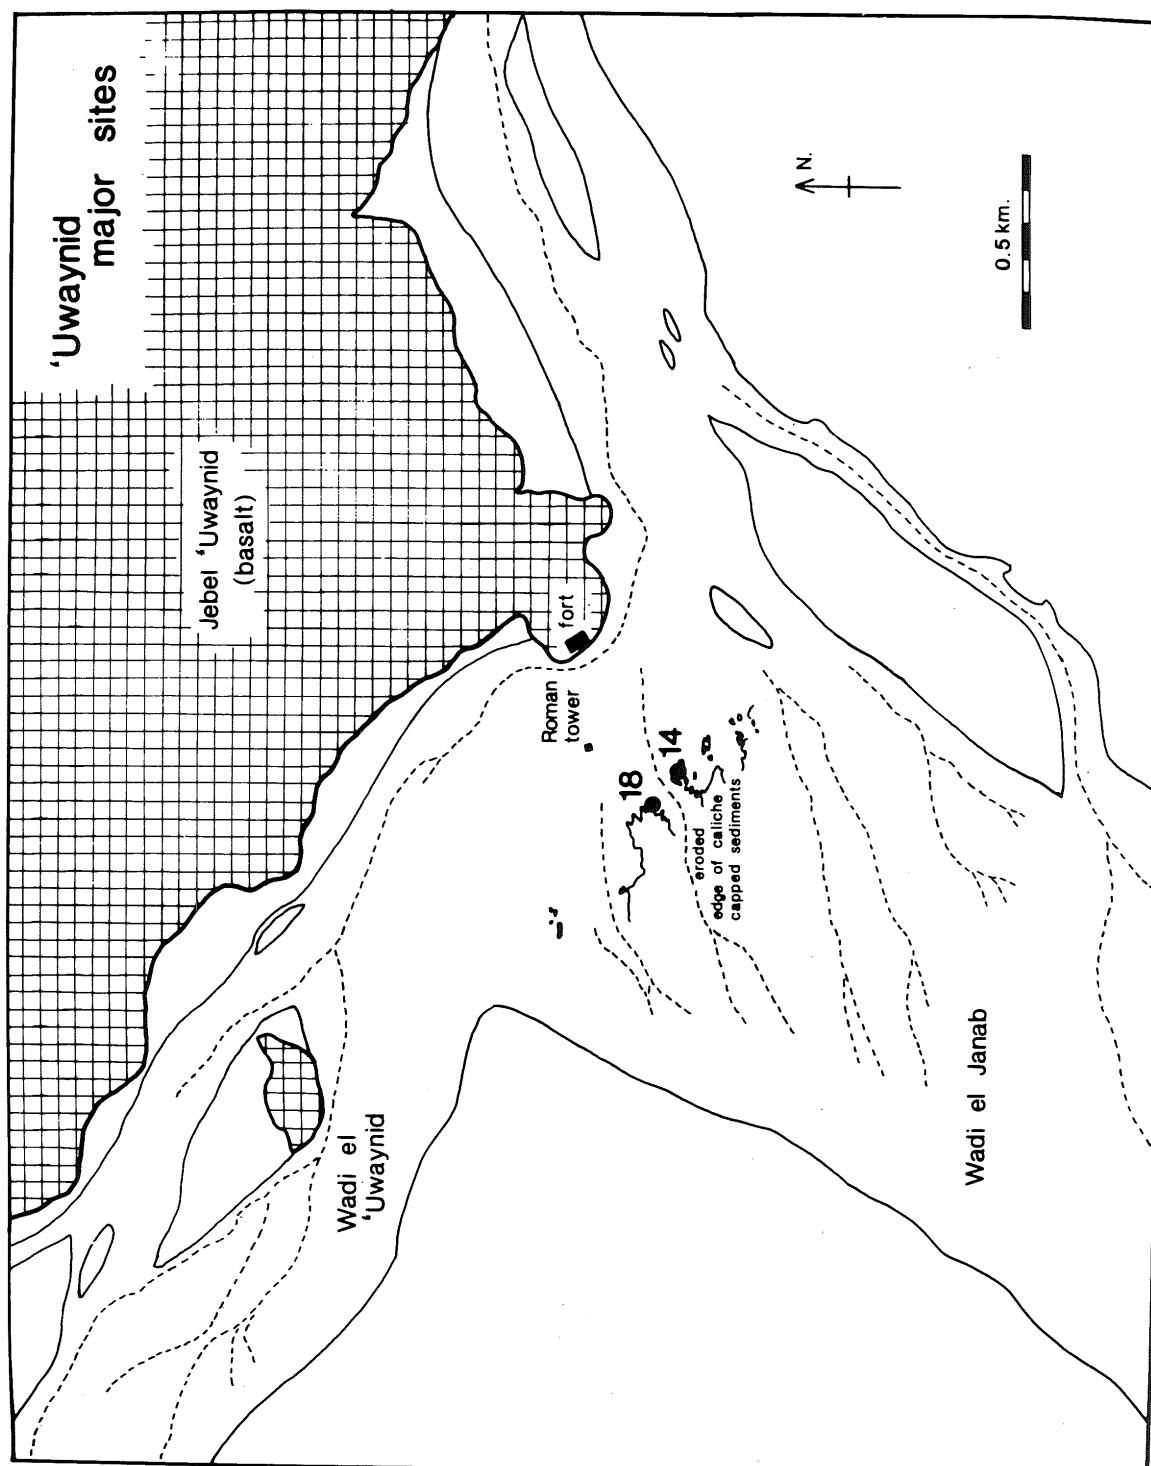 ‘Uwaynid
major sites
Jebel ‘Uwaynid
(basalt)
fort
Roman
tower
18
14
eroded
edge of caliche
capped sediments
Wadi el
‘Uwaynid
Wadi el Janab
N.
0.5 km.